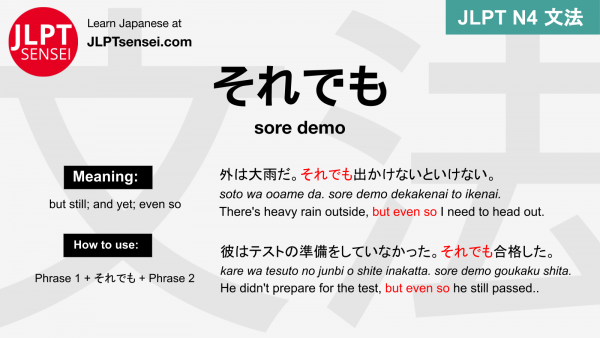 JLPT
SENSEI
Learn Japanese at
JLPTsensei.com
JLPT N4 文法
文法
それでも
sore demo
Meaning:
but still; and yet; even so
How to use:
Phrase 1 + それでも + Phrase 2
外は大雨だ。それでも出かけないといけない。
soto wa ooame da. sore demo dekakenai to ikenai.
There's heavy rain outside, but even so I need to head out.
彼はテストの準備をしていなかった。それでも合格した。
kare wa tesuto no junbi o shite inakatta. sore demo goukaku shita.
He didn't prepare for the test, but even so he still passed..